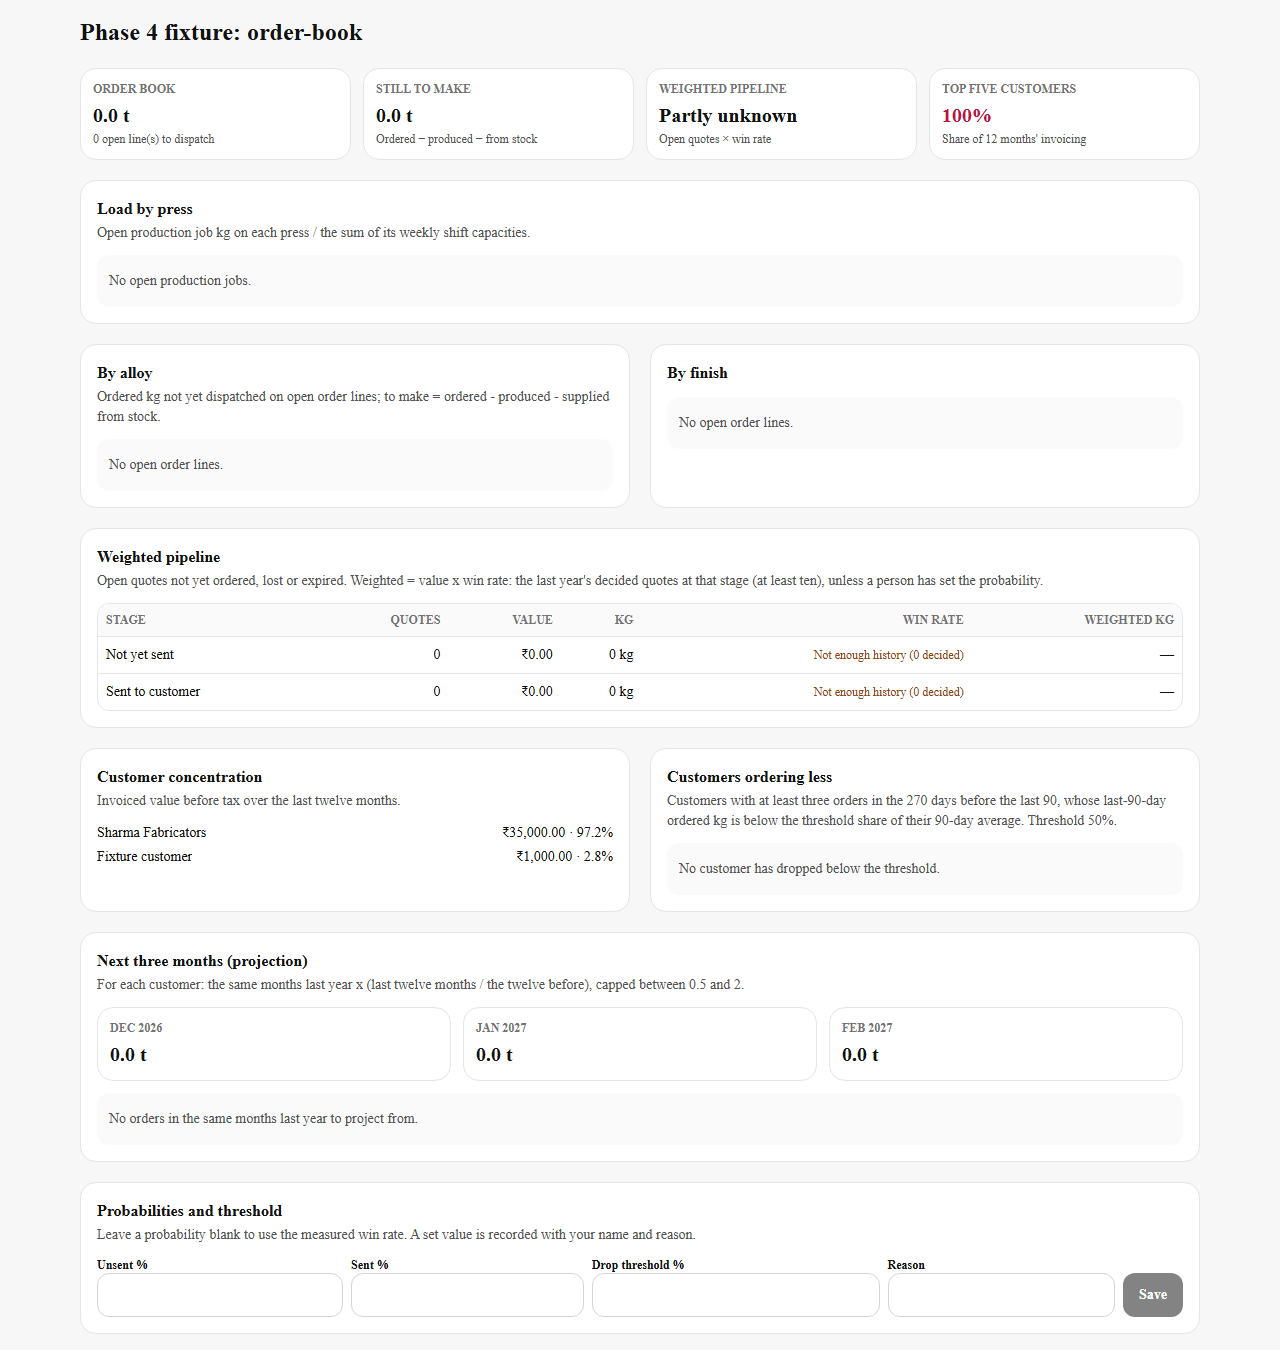 Phase 4 fixture: order-book
ORDER BOOK
0.0 t
0 open line(s) to dispatch
STILL TO MAKE
0.0 t
Ordered − produced − from stock
WEIGHTED PIPELINE
Partly unknown
Open quotes × win rate
TOP FIVE CUSTOMERS
100%
Share of 12 months' invoicing
Load by press
Open production job kg on each press / the sum of its weekly shift capacities.
No open production jobs.
By alloy
Ordered kg not yet dispatched on open order lines; to make = ordered - produced - supplied
from stock.
No open order lines.
By finish
No open order lines.
Weighted pipeline
Open quotes not yet ordered, lost or expired. Weighted = value x win rate: the last year's decided quotes at that stage (at least ten), unless a person has set the probability.
STAGE QUOTES VALUE KG WIN RATE WEIGHTED KG
Not yet sent 0 ₹0.00 0 kg Not enough history (0 decided) —
Sent to customer 0 ₹0.00 0 kg Not enough history (0 decided) —
Customer concentration
Invoiced value before tax over the last twelve months.
Sharma Fabricators ₹35,000.00 · 97.2%
Fixture customer ₹1,000.00 · 2.8%
Customers ordering less
Customers with at least three orders in the 270 days before the last 90, whose last-90-day
ordered kg is below the threshold share of their 90-day average. Threshold 50%.
No customer has dropped below the threshold.
Next three months (projection)
For each customer: the same months last year x (last twelve months / the twelve before), capped between 0.5 and 2.
DEC 2026
0.0 t
JAN 2027
0.0 t
FEB 2027
0.0 t
No orders in the same months last year to project from.
Probabilities and threshold
Leave a probability blank to use the measured win rate. A set value is recorded with your name and reason.
Unsent % Sent % Drop threshold % Reason
Save